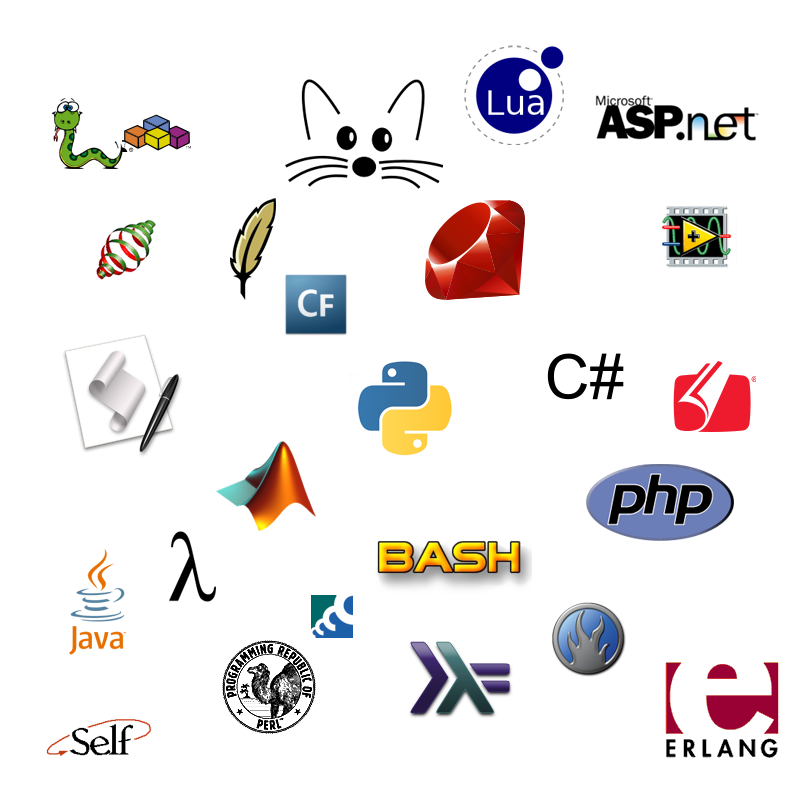 Lua
Microsoft
ASP.net
CF
C#
php
λ
BASH
Java
PROGRAMMING REPUBLIC OF
PERL
Self
ERLANG